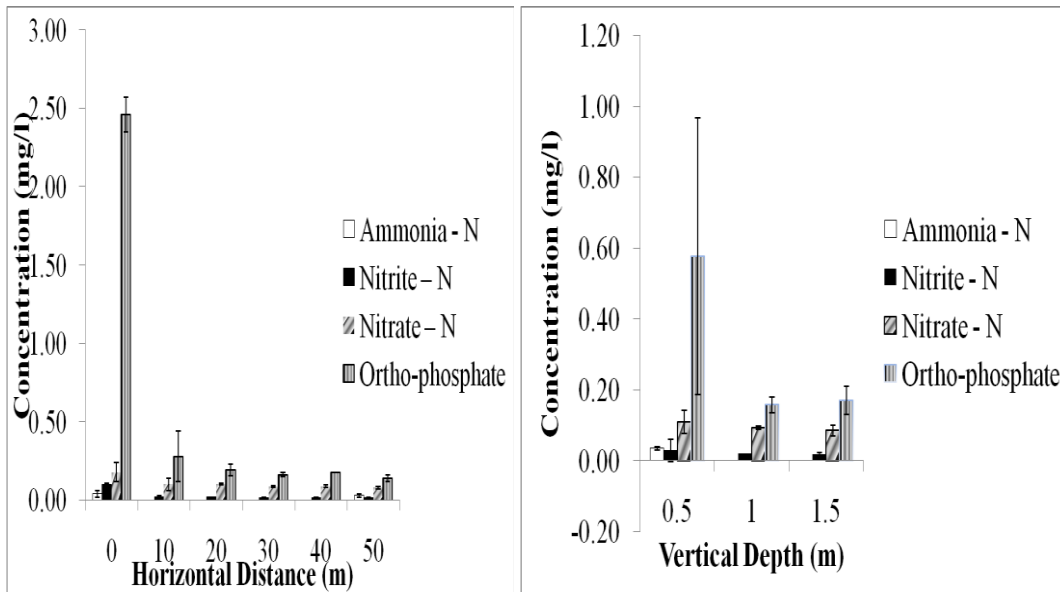 3.00
2.50
2.00
1.50
1.00
0.50
0.00
Concentration (mg/l)
0 10 20 30 40 50
Horizontal Distance (m)
Ammonia - N
Nitrite – N
Nitrate – N
Ortho-phosphate
1.20
1.00
0.80
0.60
0.40
0.20
0.00
-0.20
Concentration (mg/l)
0.5 1 1.5
Vertical Depth (m)
Ammonia - N
Nitrite - N
Nitrate - N
Ortho-phosphate